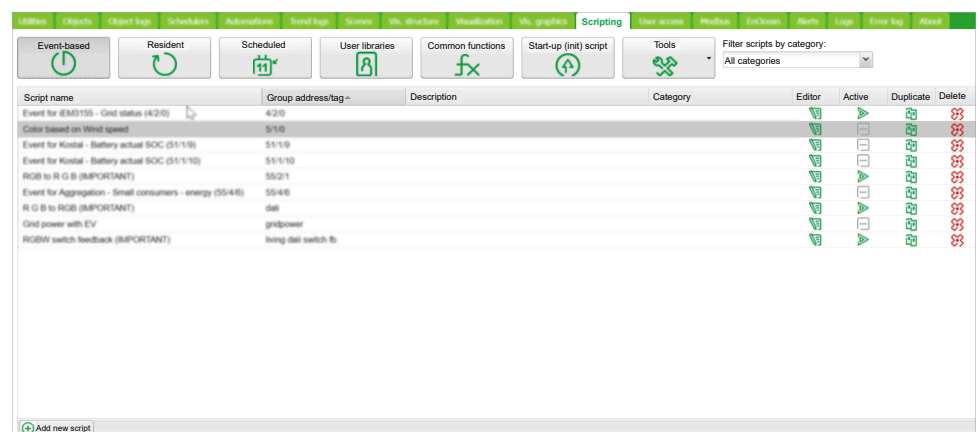 Utilities Objects Object logs Schedulers Automations Trend logs Scenes Vis. structure Visualization Vis. graphics Scripting User access Modbus EnOcean Alerts Logs Error log About
Event-based Resident Scheduled User libraries Common functions Start-up (init) script Tools Filter scripts by category:
11 All categories
Script name Group address/tag Description Category Editor Active Duplicate Delete
Event for iEM3155 - Grid status (4/2/0) 4/2/0
Color based on Wind speed 5/1/0
Event for Kostal - Battery actual SOC (51/1/9) 51/1/9
Event for Kostal - Battery actual SOC (51/1/10) 51/1/10
RGB to R G B (IMPORTANT) 55/2/1
Event for Aggregation - Small consumers - energy (55/4/6) 55/4/6
R G B to RGB (IMPORTANT) dali
Grid power with EV gridpower
RGBW switch feedback (IMPORTANT) living dali switch fb
Add new script